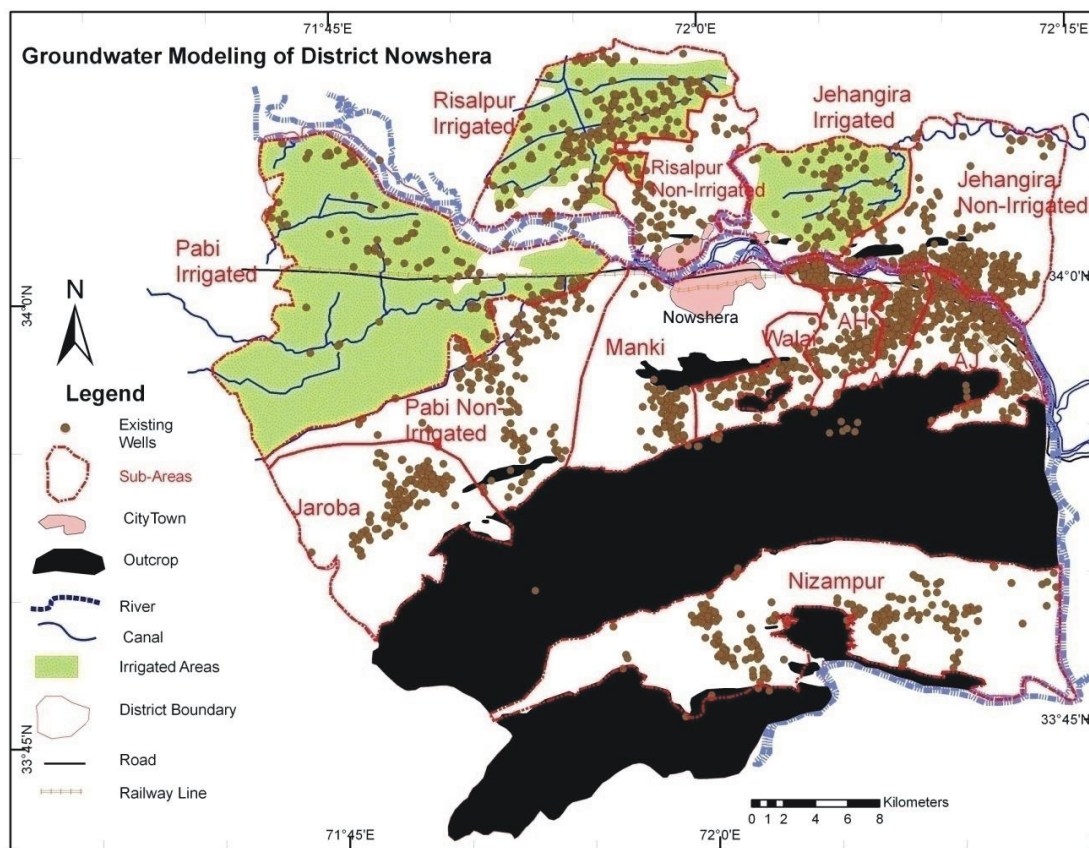 71°45'E
72°0'E
72°15'E
Groundwater Modeling of District Nowshera
Risalpur
Irrigated
Jehangira
Irrigated
Risalpur
Non-Irrigated
Jehangira
Non-Irrigated
Pabi
Irrigated
34°0'N
34°0'N
N
Nowshera
Manki
Walai
AH
A
AJ
Pabi Non-
Irrigated
Jaroba
Nizampur
Legend
Existing
Wells
Sub-Areas
CityTown
Outcrop
River
Canal
Irrigated Areas
District Boundary
Road
Railway Line
33°45'N
33°45'N
Kilometers
0 1 2 4 6 8
71°45'E
72°0'E